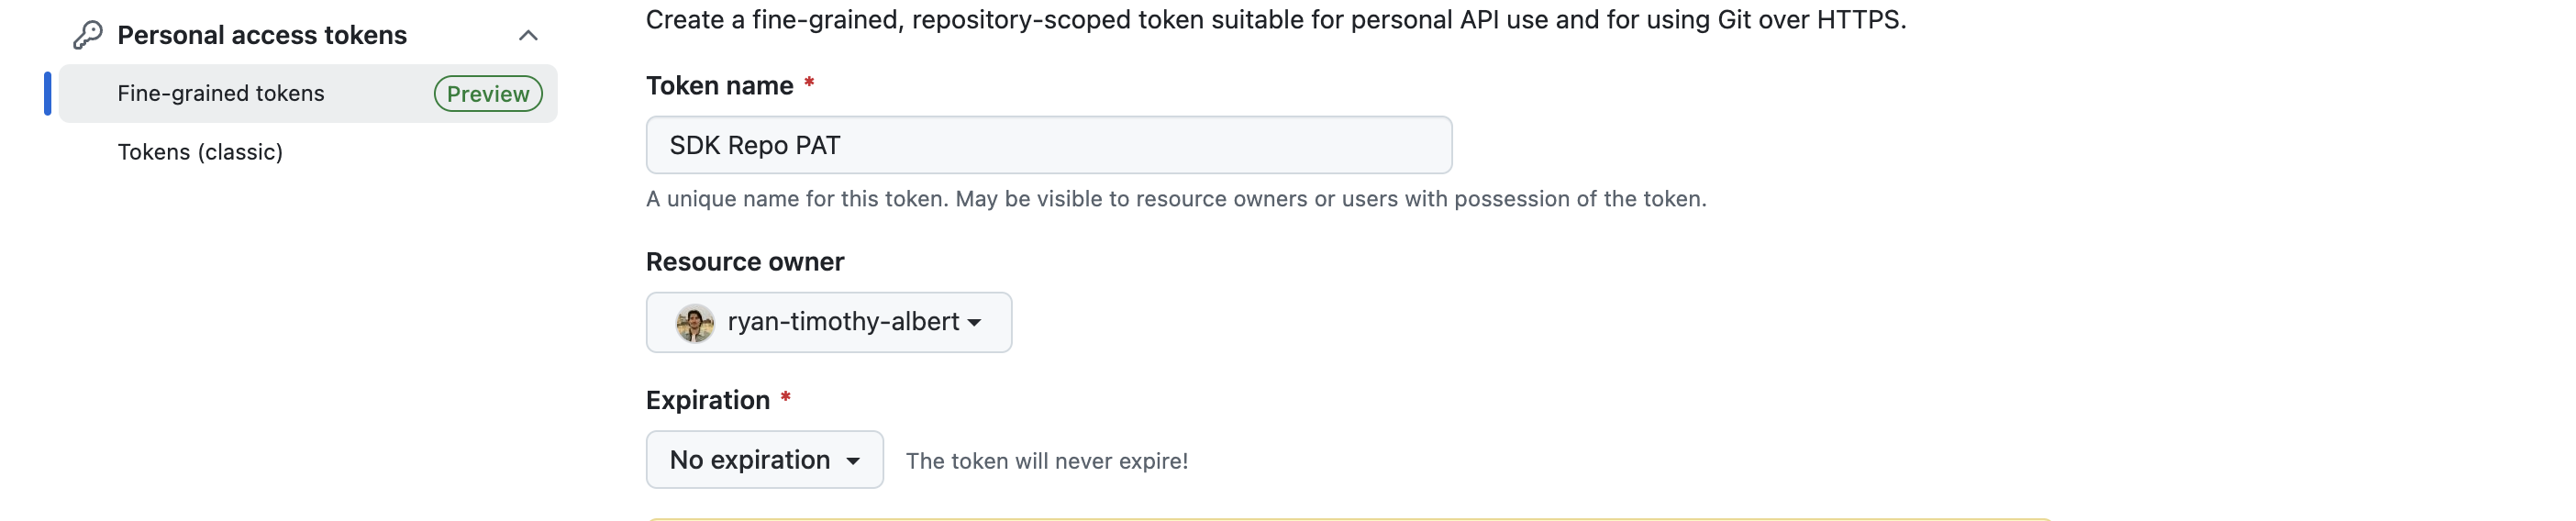 Personal access tokens
Fine-grained tokens
Preview
Tokens (classic)
Create a fine-grained, repository-scoped token suitable for personal API use and for using Git over HTTPS.
Token name *
SDK Repo PAT
A unique name for this token. May be visible to resource owners or users with possession of the token.
Resource owner
ryan-timothy-albert
Expiration *
No expiration
The token will never expire!